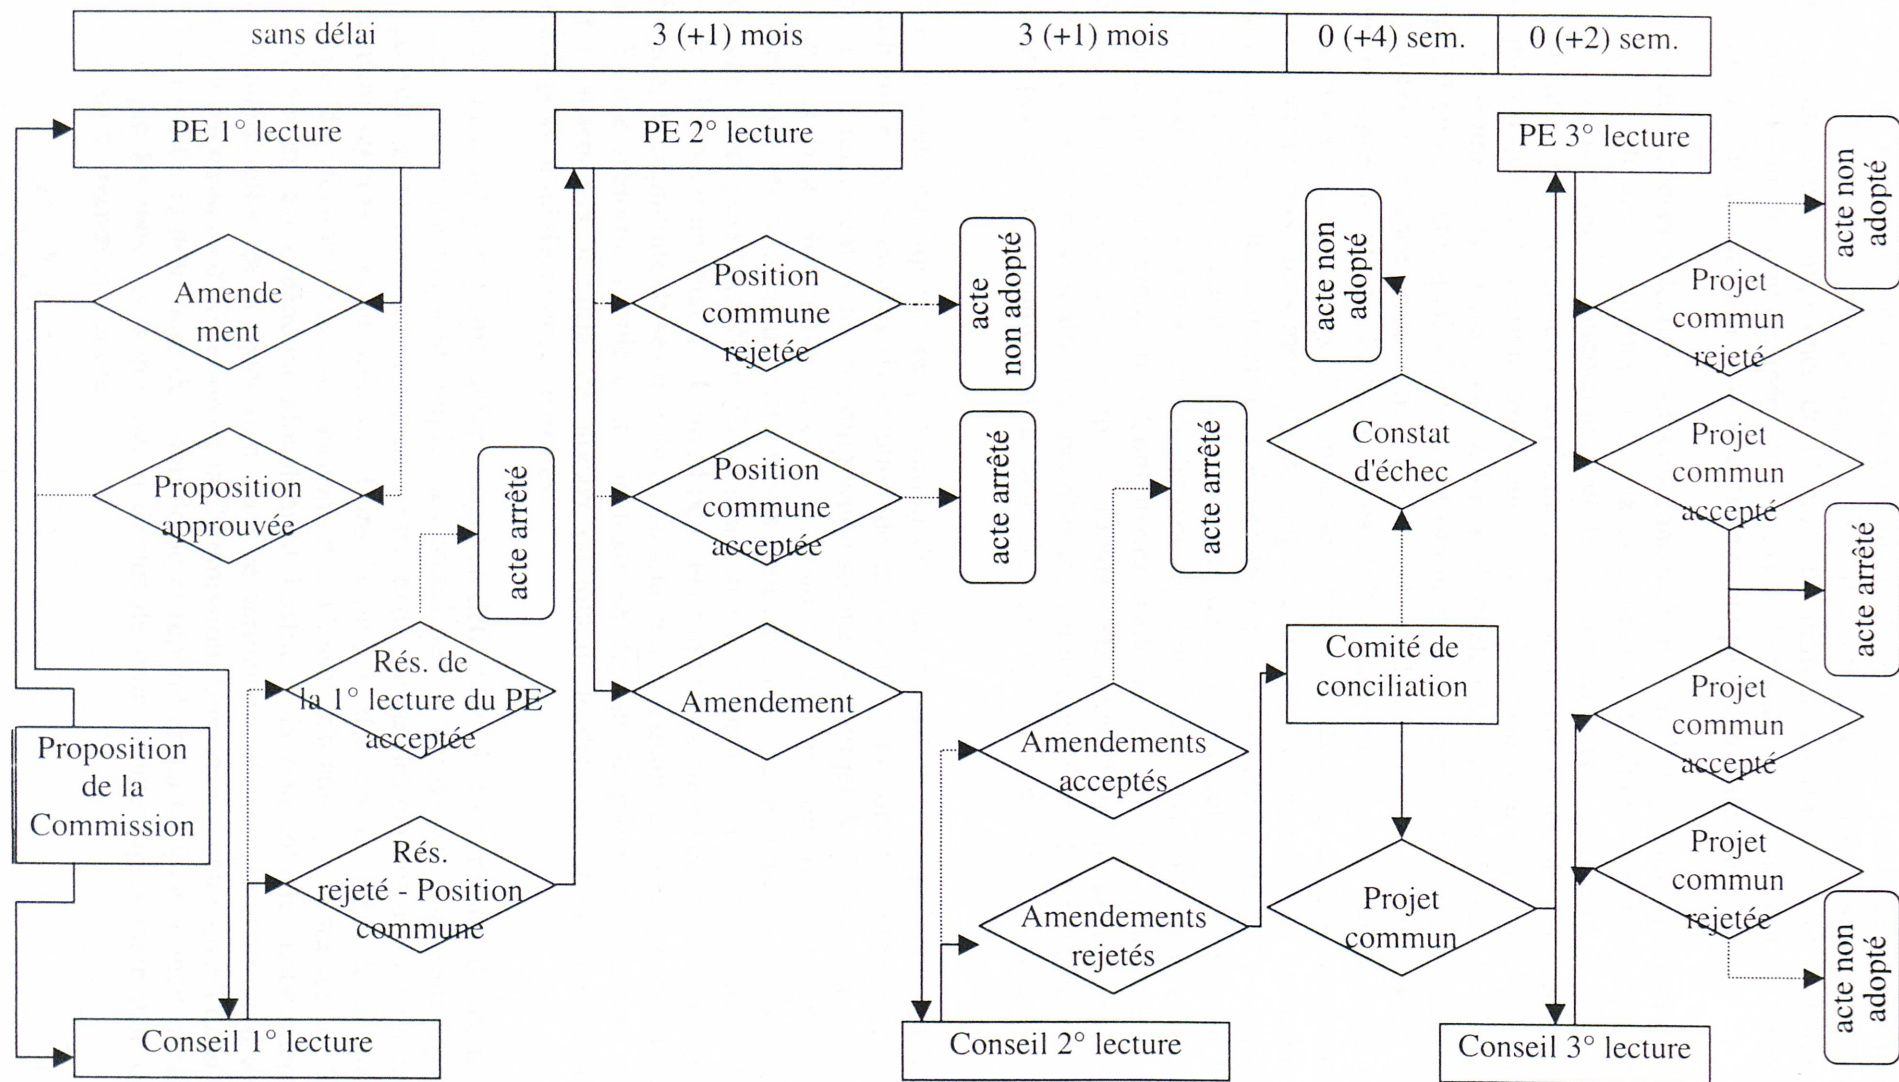 sans délai
3 (+1) mois
3 (+1) mois
0 (+4) sem.
0 (+2) sem.
PE 1° lecture
Amende
ment
Proposition
approuvée
acte arrêté
Rés. de
la 1° lecture du PE
acceptée
Proposition
de la
Commission
Rés.
rejeté - Position
commune
Conseil 1° lecture
PE 2° lecture
Position
commune
rejetée
acte
non adopté
Position
commune
acceptée
acte arrêté
Amendement
acte arrêté
Amendements
acceptés
Amendements
rejetés
Conseil 2° lecture
acte non
adopté
Constat
d'échec
Comité de
conciliation
Projet
commun
PE 3° lecture
acte non
adopté
Projet
commun
rejeté
Projet
commun
accepté
acte arrêté
Projet
commun
accepté
Projet
commun
rejetée
acte non
adopté
Conseil 3° lecture